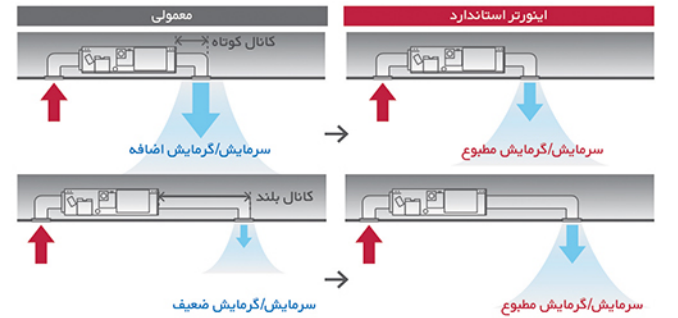 اینورتر استاندارد
معمولی
کانال کوتاه
سرمایش/گرمایش اضافه
سرمایش/گرمایش مطبوع
کانال بلند
سرمایش/گرمایش ضعیف
سرمایش/گرمایش مطبوع